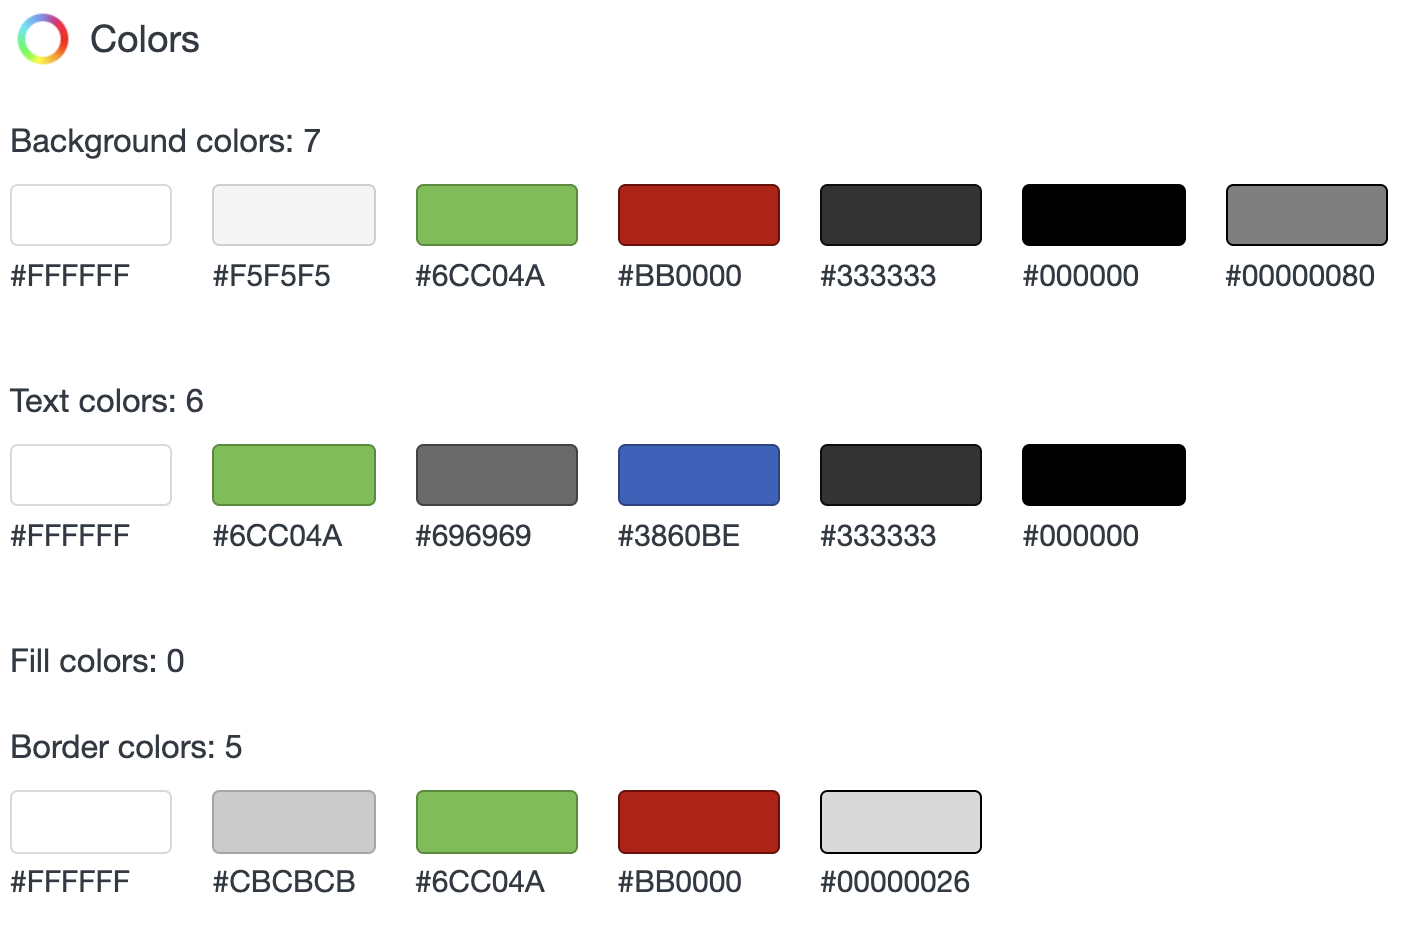 Colors
Background colors: 7
#FFFFFF #F5F5F5 #6CC04A #BB0000 #333333 #000000 #00000080
Text colors: 6
#FFFFFF #6CC04A #696969 #3860BE #333333 #000000
Fill colors: 0
Border colors: 5
#FFFFFF #CBCBCB #6CC04A #BB0000 #00000026